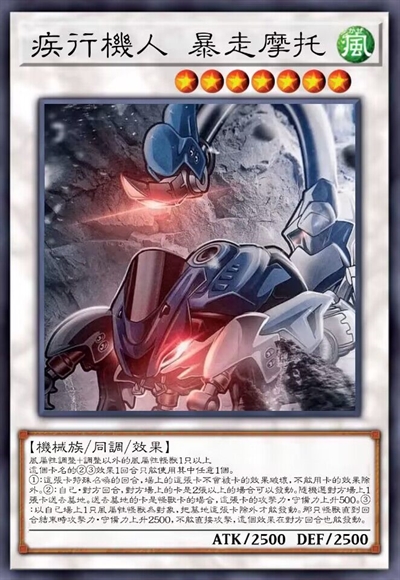 疾行機人 暴走摩托
風
【機械族/同調/效果】
風屬性調整+調整以外的風屬性怪獸1只以上
這個卡名的②③效果1回合只能使用其中任意1個。
①:這張卡特殊召喚的回合,場上的這張卡不會被卡的效果破壞,不能用卡的效果除
外。②:自己·對方回合,對方場上的卡是2張以上的場合可以發動。隨機選對方場上1
張卡送去墓地。送去墓地的卡是怪獸卡的場合,這張卡的攻擊力·守備力上升500。③
:以自己場上1只風屬性怪獸為對象,把墓地這張卡除外才能發動。那只怪獸直到回
合結束時攻擊力·守備力上升2500,不能直接攻擊。這個效果在對方回合也能發動。
ATK/2500 DEF/2500